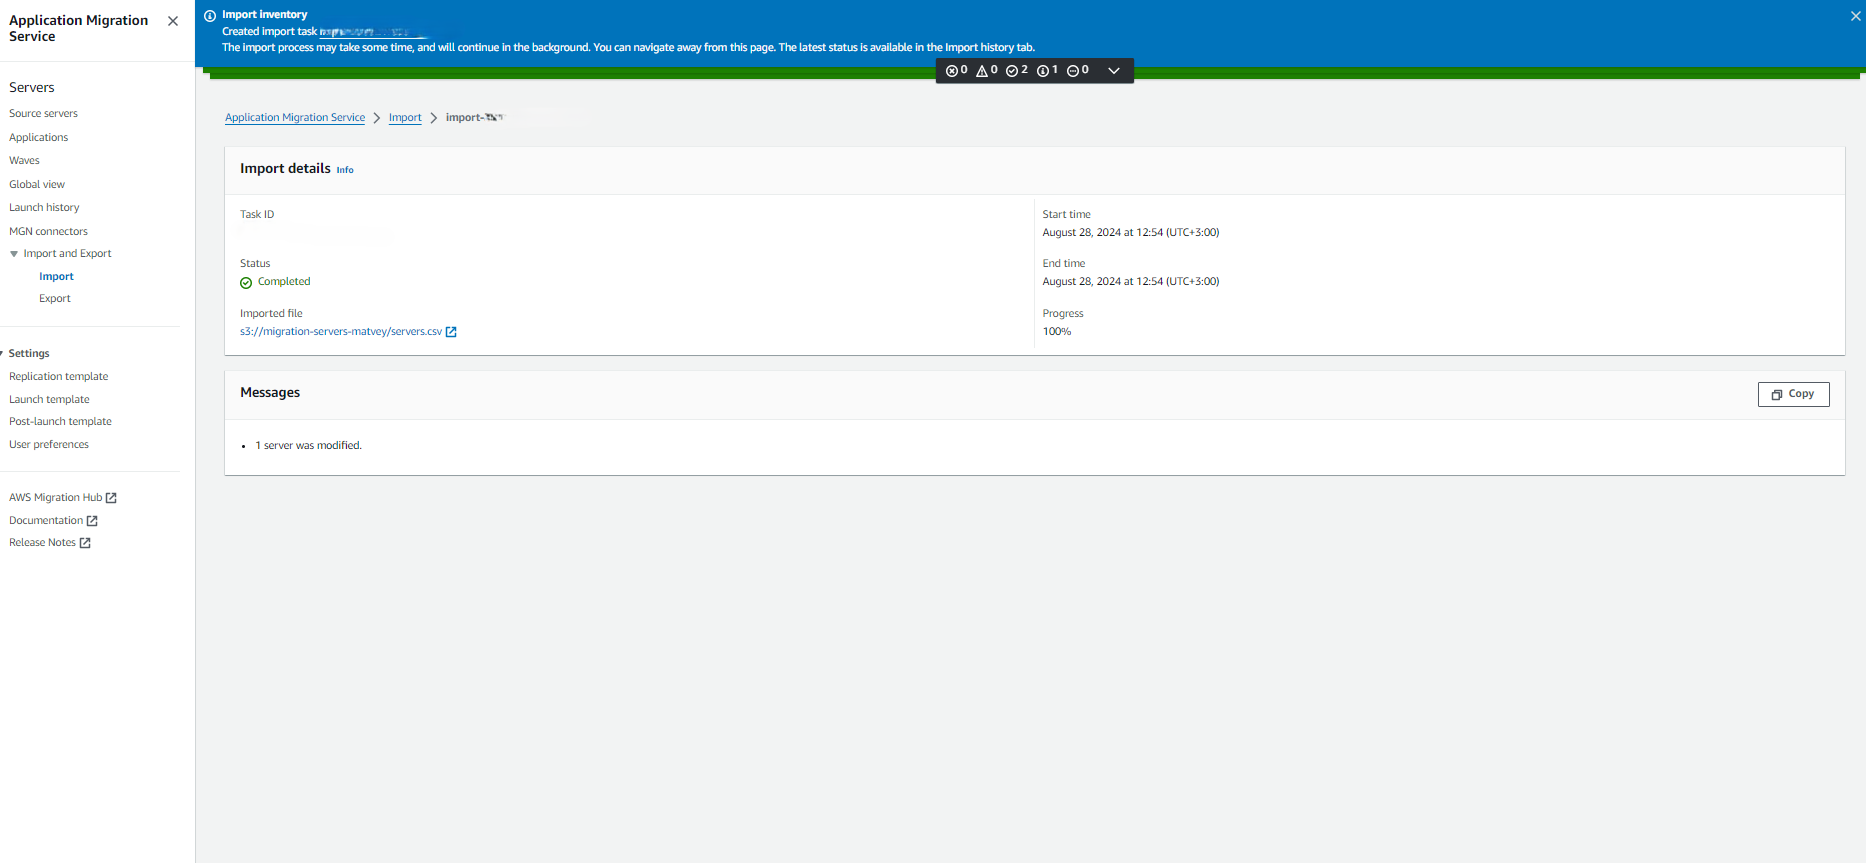 Application Migration
Service
Servers
Source servers
Applications
Waves
Global view
Launch history
MGN connectors
Import and Export
Import
Export
Settings
Replication template
Launch template
Post-launch template
User preferences
AWS Migration Hub
Documentation
Release Notes
Import inventory
Created import task
The import process may take some time, and will continue in the background. You can navigate away from this page. The latest status is available in the Import history tab.
0 0 2 1 0
Application Migration Service > Import > import-
Import details Info
Task ID
Status
Completed
Imported file
s3://migration-servers-matvey/servers.csv
Start time
August 28, 2024 at 12:54 (UTC+3:00)
End time
August 28, 2024 at 12:54 (UTC+3:00)
Progress
100%
Messages
Copy
• 1 server was modified.